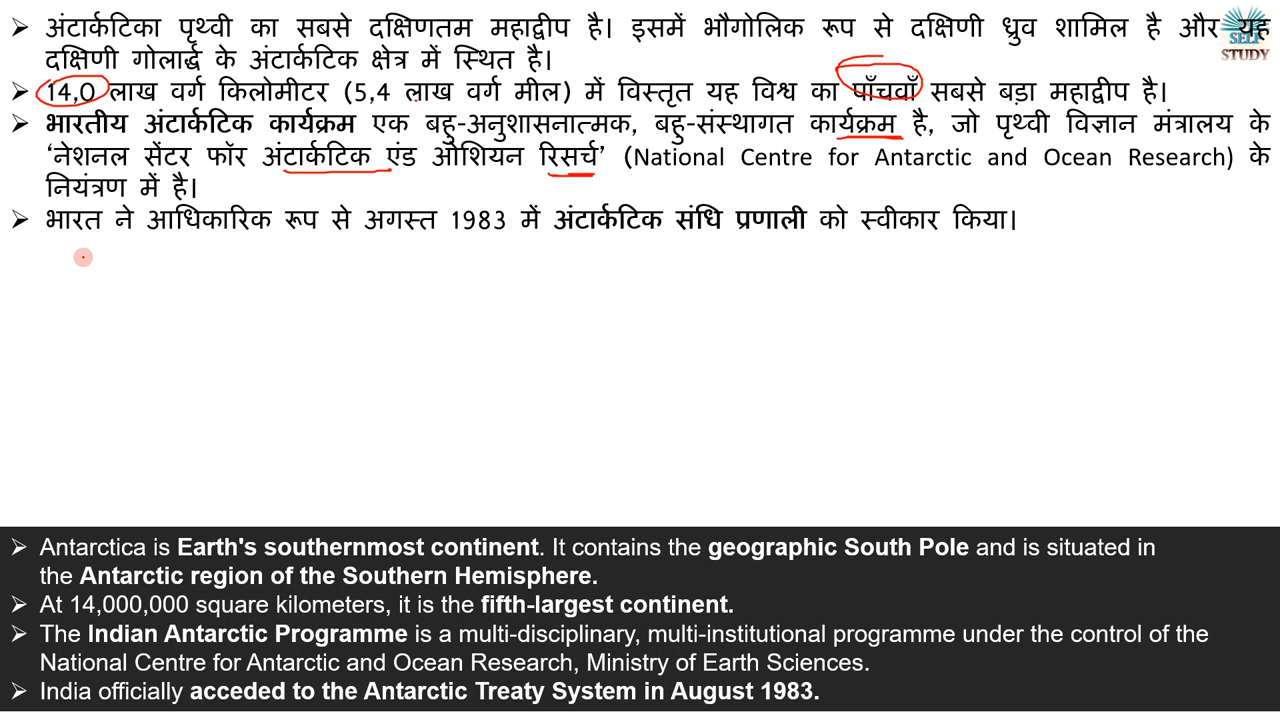 ➢ अंटार्कटिका पृथ्वी का सबसे दक्षिणतम महाद्वीप है। इसमें भौगोलिक रूप से दक्षिणी ध्रुव शामिल है और यह
दक्षिणी गोलार्द्ध के अंटार्कटिक क्षेत्र में स्थित है।
➢ 14,0 लाख वर्ग किलोमीटर (5,4 लाख वर्ग मील) में विस्तृत यह विश्व का पाँचवाँ सबसे बड़ा महाद्वीप है।
➢ भारतीय अंटार्कटिक कार्यक्रम एक बहु-अनुशासनात्मक, बहु-संस्थागत कार्यक्रम है, जो पृथ्वी विज्ञान मंत्रालय के
‘नेशनल सेंटर फॉर अंटार्कटिक एंड ओशियन रिसर्च’ (National Centre for Antarctic and Ocean Research) के
नियंत्रण में है।
➢ भारत ने आधिकारिक रूप से अगस्त 1983 में अंटार्कटिक संधि प्रणाली को स्वीकार किया।
SELF
STUDY
➢ Antarctica is Earth's southernmost continent. It contains the geographic South Pole and is situated in
the Antarctic region of the Southern Hemisphere.
➢ At 14,000,000 square kilometers, it is the fifth-largest continent.
➢ The Indian Antarctic Programme is a multi-disciplinary, multi-institutional programme under the control of the
National Centre for Antarctic and Ocean Research, Ministry of Earth Sciences.
➢ India officially acceded to the Antarctic Treaty System in August 1983.